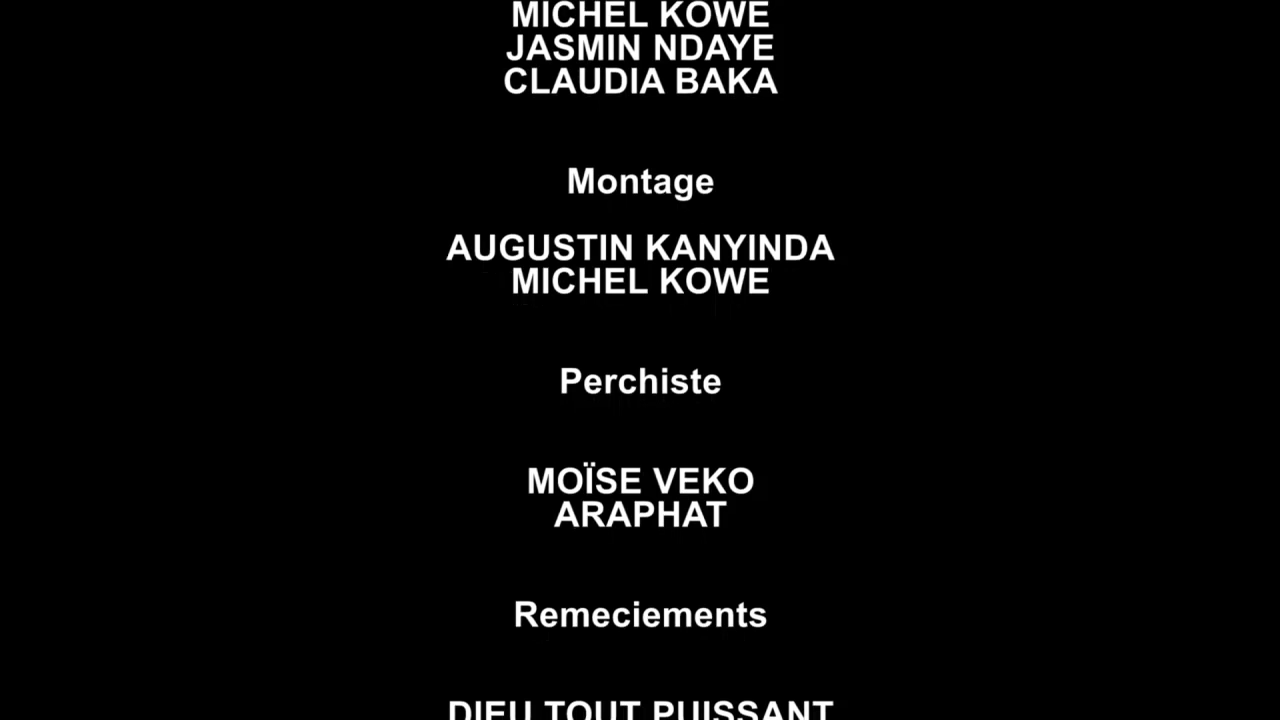 MICHEL KOWE
JASMIN NDAYE
CLAUDIA BAKA
Montage
AUGUSTIN KANYINDA
MICHEL KOWE
Perchiste
MOÏSE VEKO
ARAPHAT
Remeciements
DIEU TOUT PUISSANT